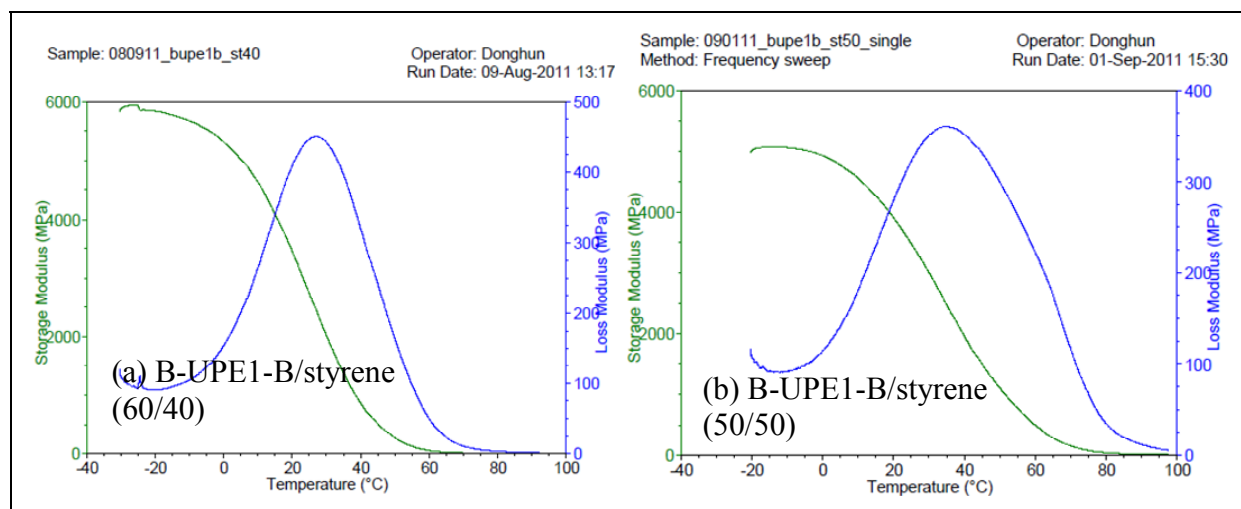 Sample: 080911_bupe1b_st40
Operator: Donghun
Run Date: 09-Aug-2011 13:17
6000
4000
2000
0
Storage Modulus (MPa)
500
400
300
200
100
0
Loss Modulus (MPa)
(a) B-UPE1-B/styrene
(60/40)
-40
-20
0
20
40
60
80
100
Temperature (°C)
Sample: 090111_bupe1b_st50_single
Method: Frequency sweep
Operator: Donghun
Run Date: 01-Sep-2011 15:30
6000
4000
2000
0
Storage Modulus (MPa)
400
300
200
100
0
Loss Modulus (MPa)
(b) B-UPE1-B/styrene
(50/50)
-40
-20
0
20
40
60
80
100
Temperature (°C)